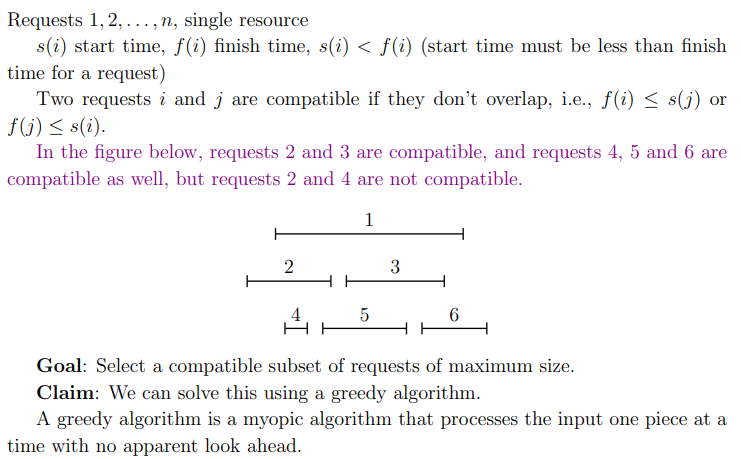 Requests 1, 2, . . . , n, single resource
s(i) start time, f(i) finish time, s(i) < f(i) (start time must be less than finish
time for a request)
Two requests i and j are compatible if they don't overlap, i.e., f(i) ≤ s(j) or
f(j) ≤ s(i).
In the figure below, requests 2 and 3 are compatible, and requests 4, 5 and 6 are
compatible as well, but requests 2 and 4 are not compatible.
1
2 3
4 5 6
Goal: Select a compatible subset of requests of maximum size.
Claim: We can solve this using a greedy algorithm.
A greedy algorithm is a myopic algorithm that processes the input one piece at a
time with no apparent look ahead.